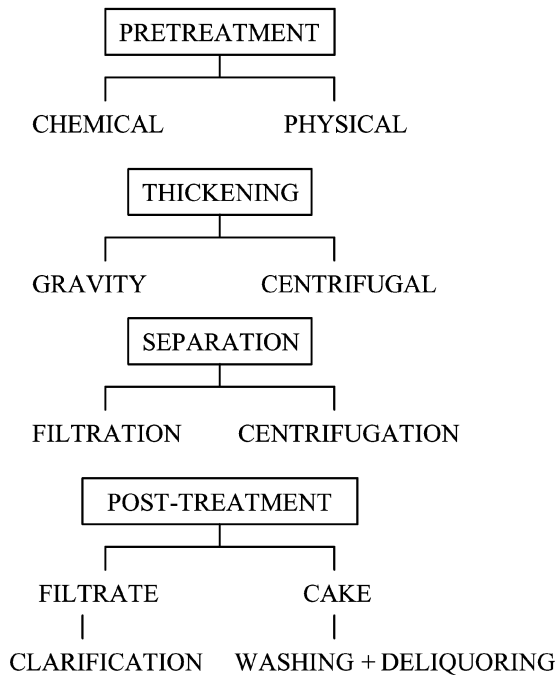 PRETREATMENT
CHEMICAL PHYSICAL
THICKENING
GRAVITY CENTRIFUGAL
SEPARATION
FILTRATION CENTRIFUGATION
POST-TREATMENT
FILTRATE CAKE
CLARIFICATION WASHING + DELIQUORING